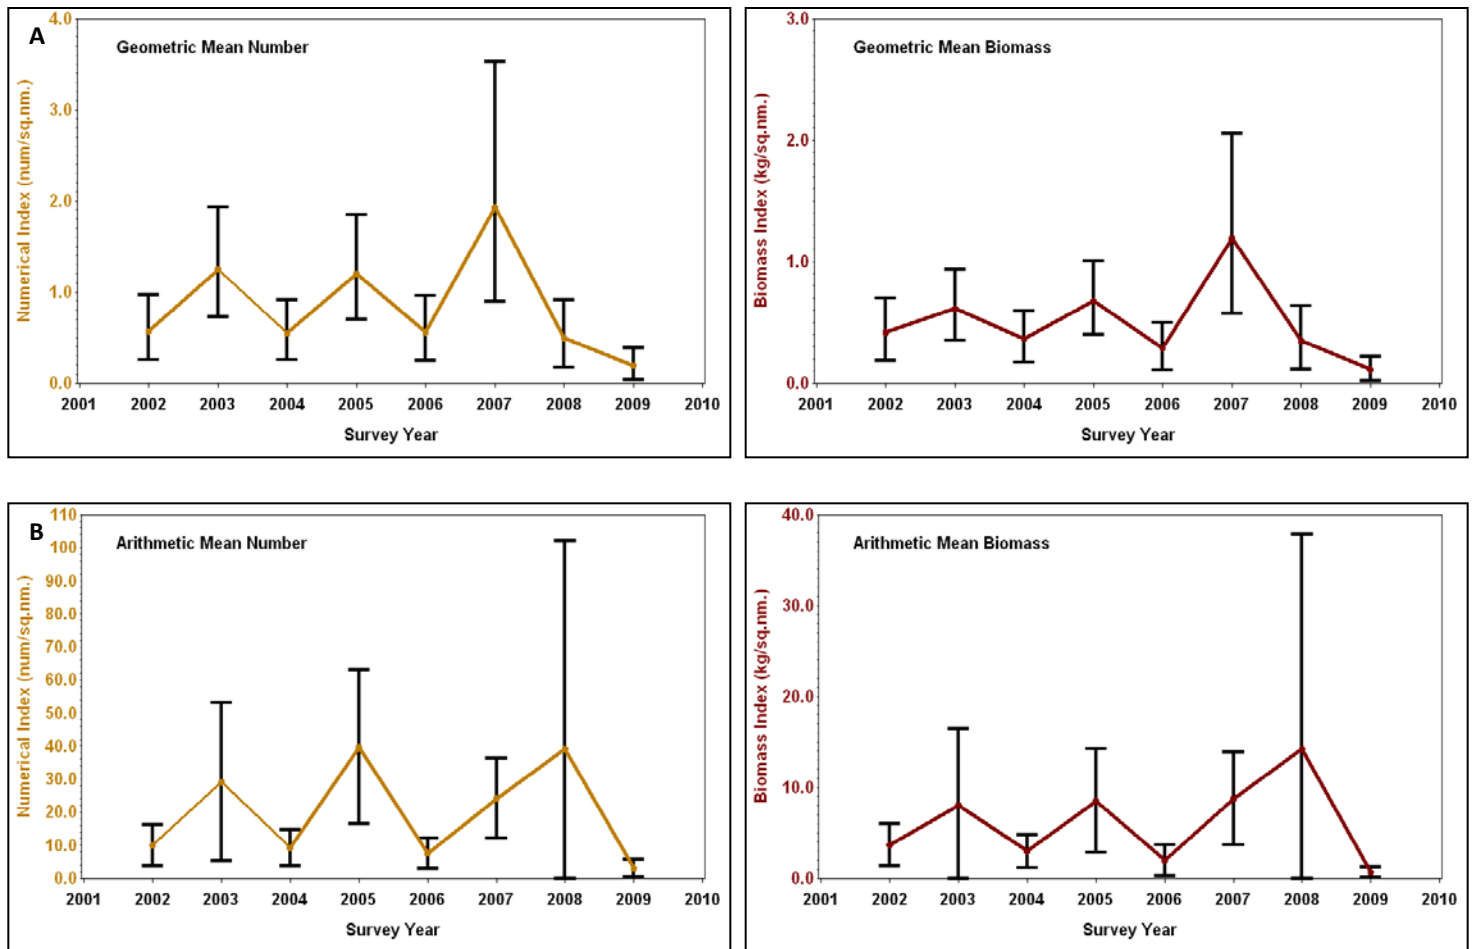 A
Geometric Mean Number
Numerical Index (num/sq.nm.)
4.0
3.0
2.0
1.0
0.0
2001 2002 2003 2004 2005 2006 2007 2008 2009 2010
Survey Year
Geometric Mean Biomass
Biomass Index (kg/sq.nm.)
3.0
2.0
1.0
0.0
2001 2002 2003 2004 2005 2006 2007 2008 2009 2010
Survey Year
B
Arithmetic Mean Number
Numerical Index (num/sq.nm.)
110
100
90.0
80.0
70.0
60.0
50.0
40.0
30.0
20.0
10.0
0.0
2001 2002 2003 2004 2005 2006 2007 2008 2009 2010
Survey Year
Arithmetic Mean Biomass
Biomass Index (kg/sq.nm.)
40.0
30.0
20.0
10.0
0.0
2001 2002 2003 2004 2005 2006 2007 2008 2009 2010
Survey Year